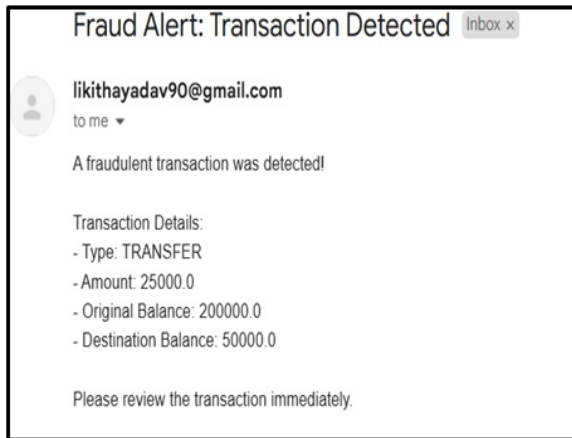 Fraud Alert: Transaction Detected Inbox ×
likithayadav90@gmail.com
to me
A fraudulent transaction was detected!
Transaction Details:
- Type: TRANSFER
- Amount: 25000.0
- Original Balance: 200000.0
- Destination Balance: 50000.0
Please review the transaction immediately.